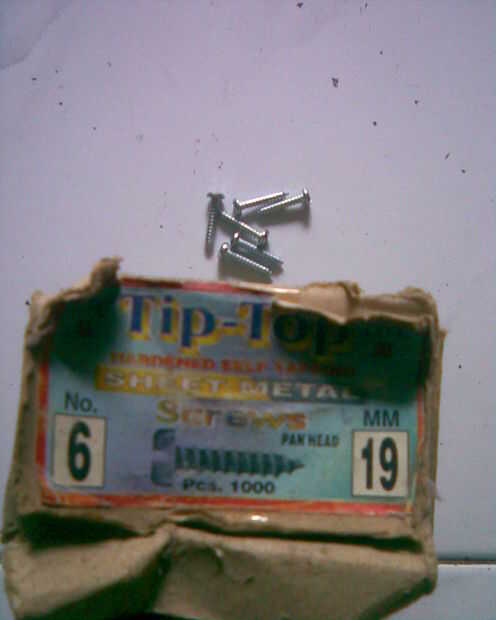 Tip-Top
HARDENED SELF TAPPING
SHEET METAL
Screws
No.
6
PAN HEAD
MM
19
Pcs. 1000